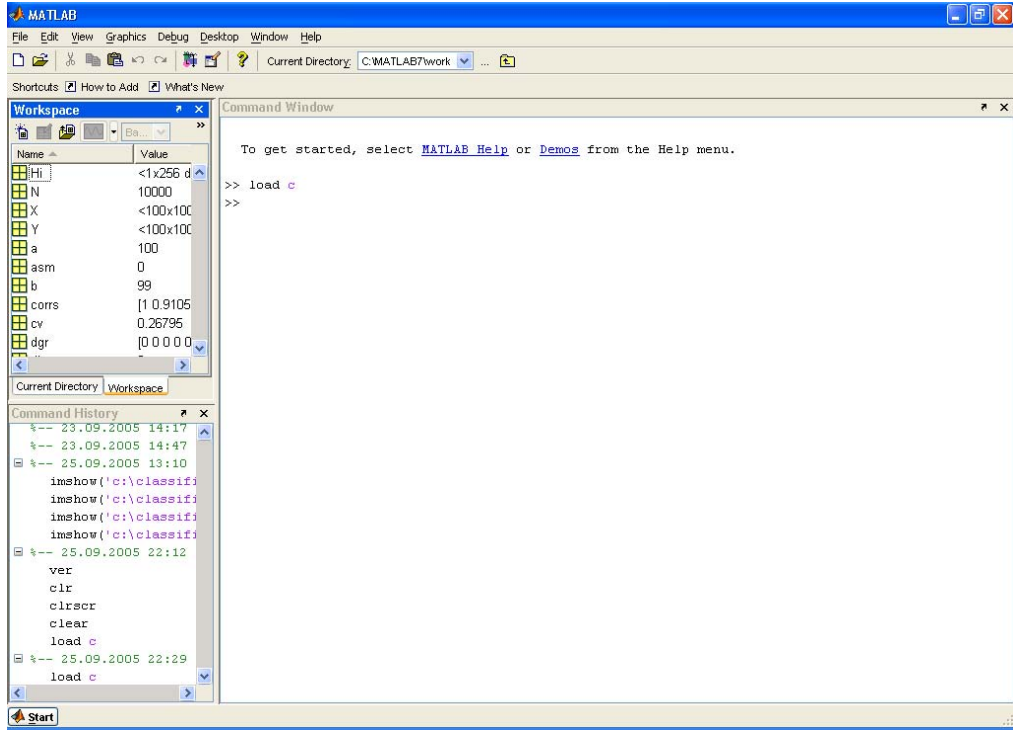 MATLAB
File Edit View Graphics Debug Desktop Window Help
Current Directory: C:\MATLAB7\work ...
Shortcuts How to Add What's New
Workspace
Ba...
Name Value
Hi <1x256 d
N 10000
X <100x100
Y <100x100
a 100
asm 0
b 99
corrs [1 0.9105
cv 0.26795
dgr [0 0 0 0 0
Current Directory Workspace
Command History
%-- 23.09.2005 14:17
%-- 23.09.2005 14:47
%-- 25.09.2005 13:10
imshow('c:\classifi
imshow('c:\classifi
imshow('c:\classifi
imshow('c:\classifi
%-- 25.09.2005 22:12
ver
clr
clrscr
clear
load c
%-- 25.09.2005 22:29
load c
Command Window
To get started, select MATLAB Help or Demos from the Help menu.
>> load c
>>
Start